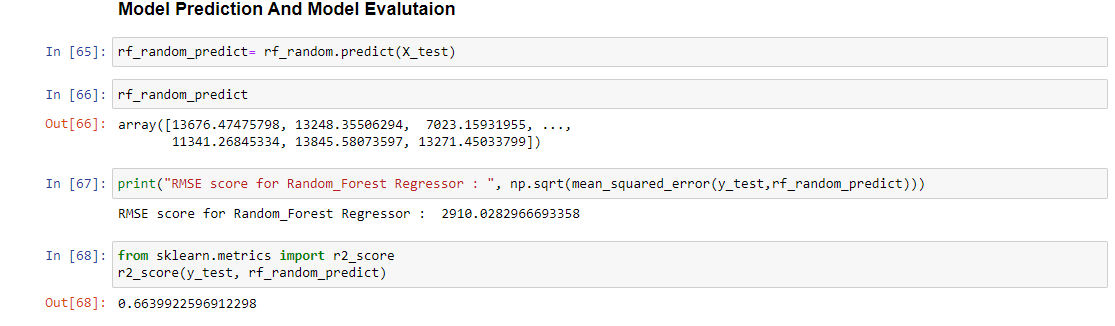 Model Prediction And Model Evalutaion
In [65]: rf_random_predict= rf_random.predict(X_test)
In [66]: rf_random_predict
Out[66]: array([13676.47475798, 13248.35506294,  7023.15931955, ...,
       11341.26845334, 13845.58073597, 13271.45033799])
In [67]: print("RMSE score for Random_Forest Regressor : ", np.sqrt(mean_squared_error(y_test,rf_random_predict)))
RMSE score for Random_Forest Regressor :  2910.0282966693358
In [68]: from sklearn.metrics import r2_score
r2_score(y_test, rf_random_predict)
Out[68]: 0.6639922596912298